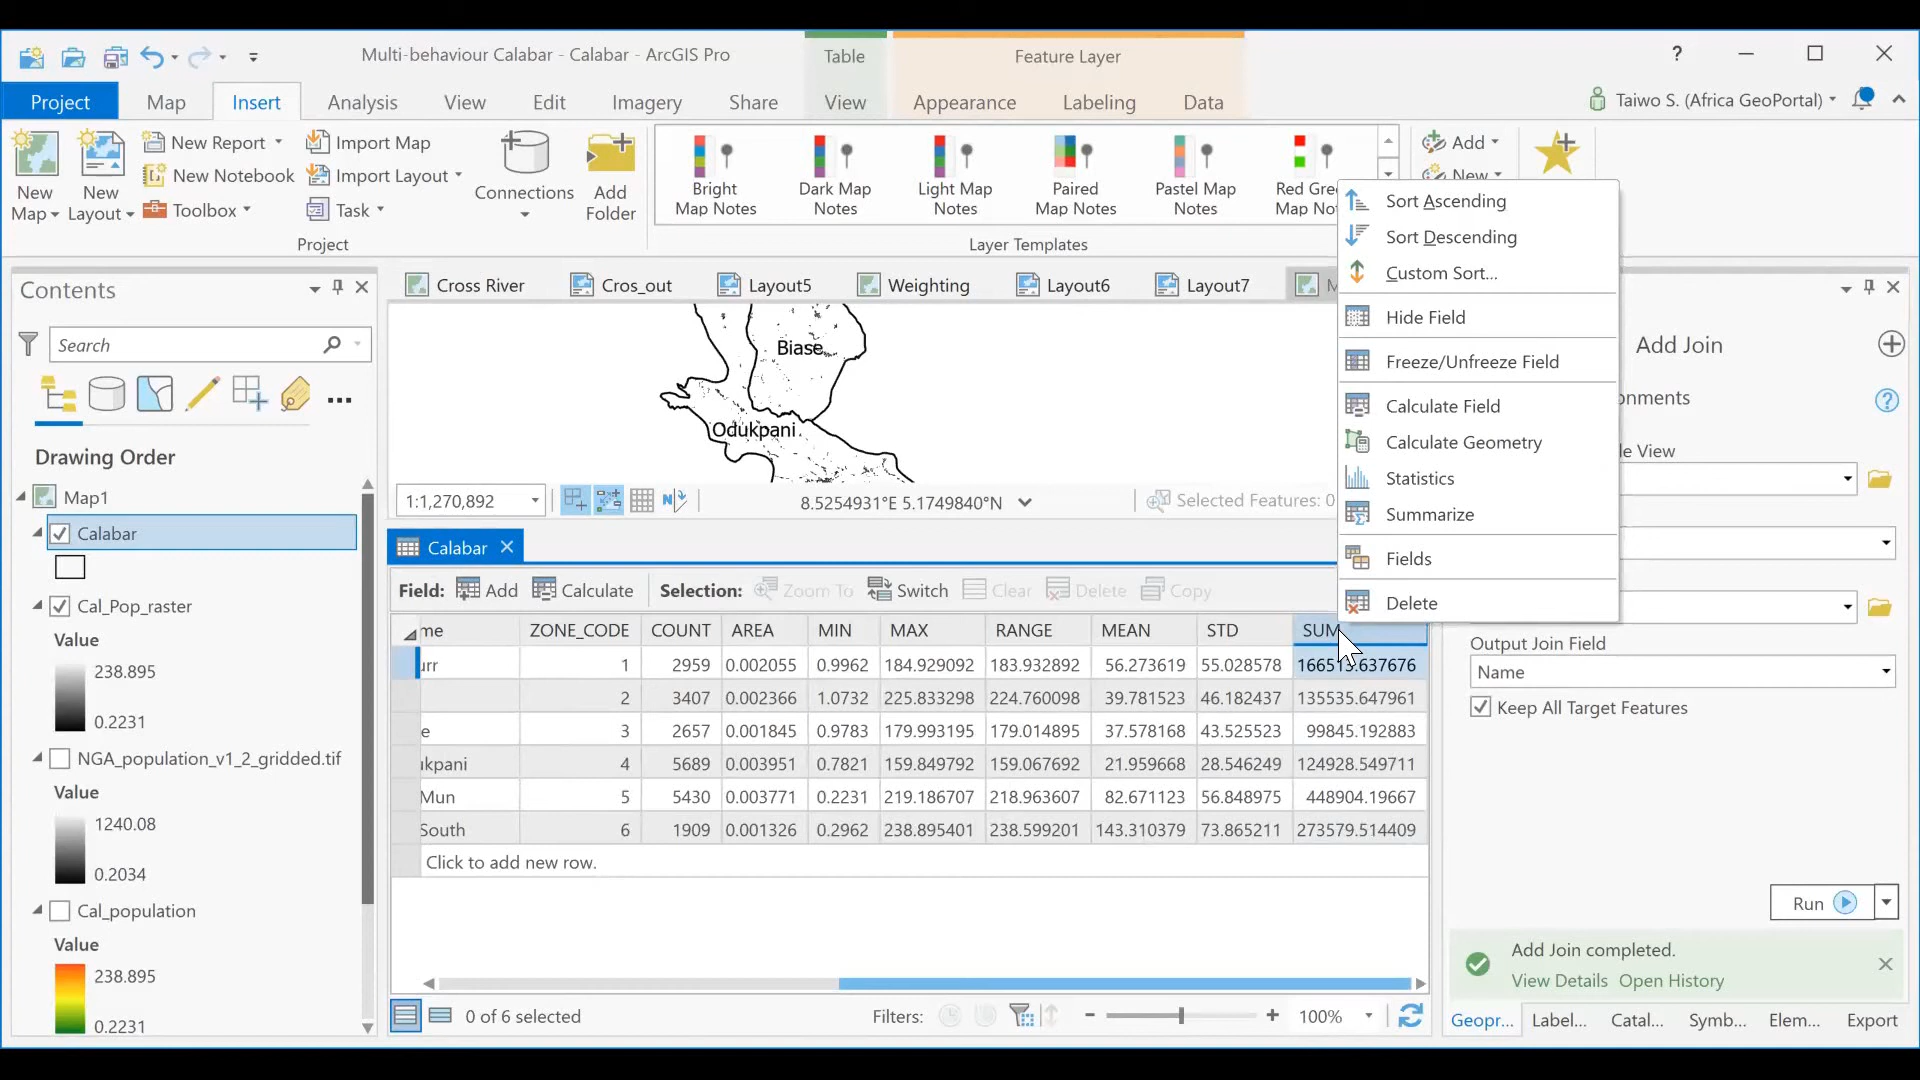 Multi-behaviour Calabar - Calabar - ArcGIS Pro
Table
Feature Layer
?
Project
Map
Insert
Analysis
View
Edit
Imagery
Share
View
Appearance
Labeling
Data
Taiwo S. (Africa GeoPortal)
New Map
New Layout
New Report
New Notebook
Toolbox
Import Map
Import Layout
Task
Connections
Add Folder
Project
Bright Map Notes
Dark Map Notes
Light Map Notes
Paired Map Notes
Pastel Map Notes
Red Gre
Map No
Layer Templates
Add
New
Sort Ascending
Sort Descending
Custom Sort...
Hide Field
Freeze/Unfreeze Field
Calculate Field
Calculate Geometry
Statistics
Summarize
Fields
Delete
Contents
Search
Drawing Order
Map1
Calabar
Cal_Pop_raster
Value
238.895
0.2231
NGA_population_v1_2_gridded.tif
Value
1240.08
0.2034
Cal_population
Value
238.895
0.2231
Cross River
Cros_out
Layout5
Weighting
Layout6
Layout7
M
Biase
Odukpani
1:1,270,892
8.5254931°E 5.1749840°N
Selected Features: 0
Calabar
Field: Add Calculate Selection: Zoom To Switch Clear Delete Copy
me ZONE_CODE COUNT AREA MIN MAX RANGE MEAN STD SUM
urr 1 2959 0.002055 0.9962 184.929092 183.932892 56.273619 55.028578 166513.637676
2 3407 0.002366 1.0732 225.833298 224.760098 39.781523 46.182437 135535.647961
e 3 2657 0.001845 0.9783 179.993195 179.014895 37.578168 43.525523 99845.192883
ukpani 4 5689 0.003951 0.7821 159.849792 159.067692 21.959668 28.546249 124928.549711
Mun 5 5430 0.003771 0.2231 219.186707 218.963607 82.671123 56.848975 448904.19667
South 6 1909 0.001326 0.2962 238.895401 238.599201 143.310379 73.865211 273579.514409
Click to add new row.
0 of 6 selected
Filters:
100%
Add Join
onments
le View
Output Join Field
Name
Keep All Target Features
Run
Add Join completed.
View Details Open History
Geopr...
Label...
Catal...
Symb...
Elem...
Export